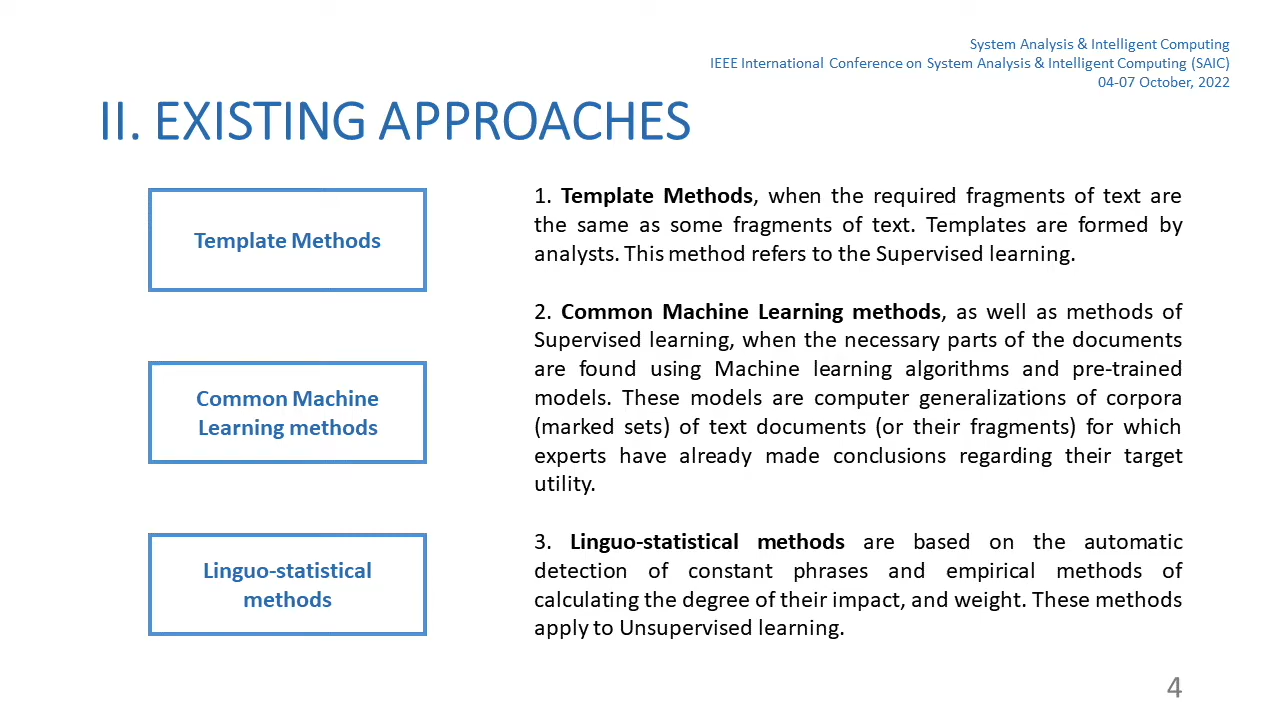 System Analysis & Intelligent Computing
IEEE International Conference on System Analysis & Intelligent Computing (SAIC)
04-07 October, 2022
II. EXISTING APPROACHES
Template Methods
Common Machine
Learning methods
Linguo-statistical
methods
1. Template Methods, when the required fragments of text are
the same as some fragments of text. Templates are formed by
analysts. This method refers to the Supervised learning.
2. Common Machine Learning methods, as well as methods of
Supervised learning, when the necessary parts of the documents
are found using Machine learning algorithms and pre-trained
models. These models are computer generalizations of corpora
(marked sets) of text documents (or their fragments) for which
experts have already made conclusions regarding their target
utility.
3. Linguo-statistical methods are based on the automatic
detection of constant phrases and empirical methods of
calculating the degree of their impact, and weight. These methods
apply to Unsupervised learning.
4